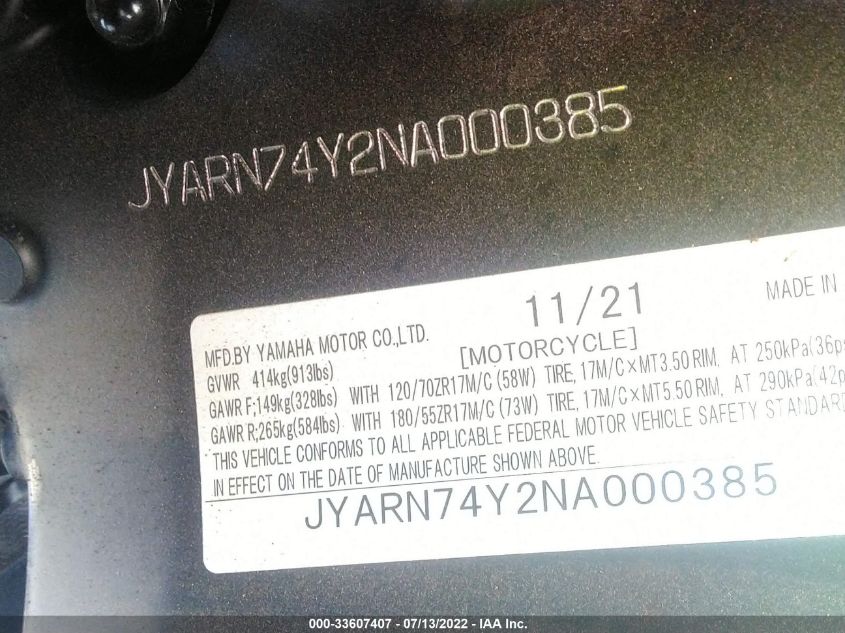 JYARN74Y2NA000385
11/21
MADE IN
MFD.BY YAMAHA MOTOR CO.,LTD.
[MOTORCYCLE]
GVWR 414kg(913lbs)
GAWR F;149kg(328lbs) WITH 120/70ZR17M/C (58W) TIRE, 17M/C×MT3.50 RIM, AT 250kPa(36ps
GAWR R;265kg(584lbs) WITH 180/55ZR17M/C (73W) TIRE, 17M/C×MT5.50 RIM, AT 290kPa(42p
THIS VEHICLE CONFORMS TO ALL APPLICABLE FEDERAL MOTOR VEHICLE SAFETY STANDARD
IN EFFECT ON THE DATE OF MANUFACTURE SHOWN ABOVE.
JYARN74Y2NA000385
000-33607407 - 07/13/2022 - IAA Inc.